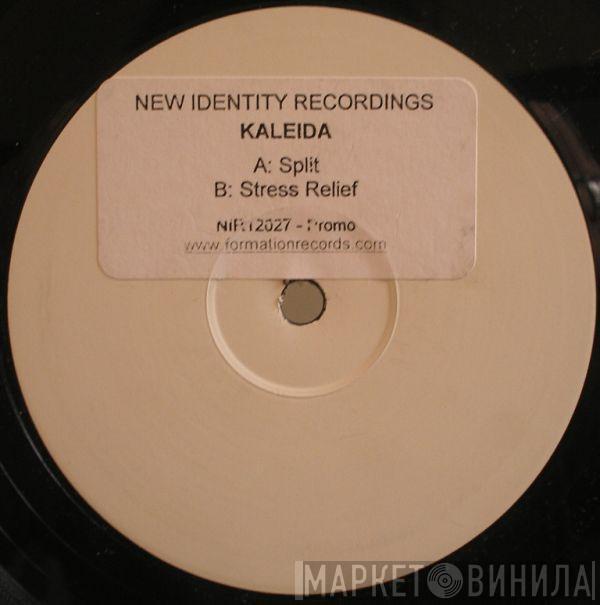 NEW IDENTITY RECORDINGS
KALEIDA
A: Split
B: Stress Relief
NIR12027 - Promo
www.formationrecords.com
МАРКЕТ ВИНИЛА